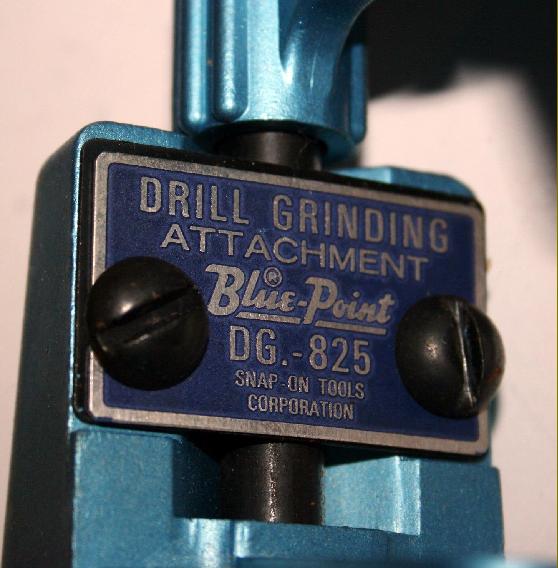 DRILL GRINDING
ATTACHMENT
Blue-Point®
DG.-825
SNAP-ON TOOLS
CORPORATION